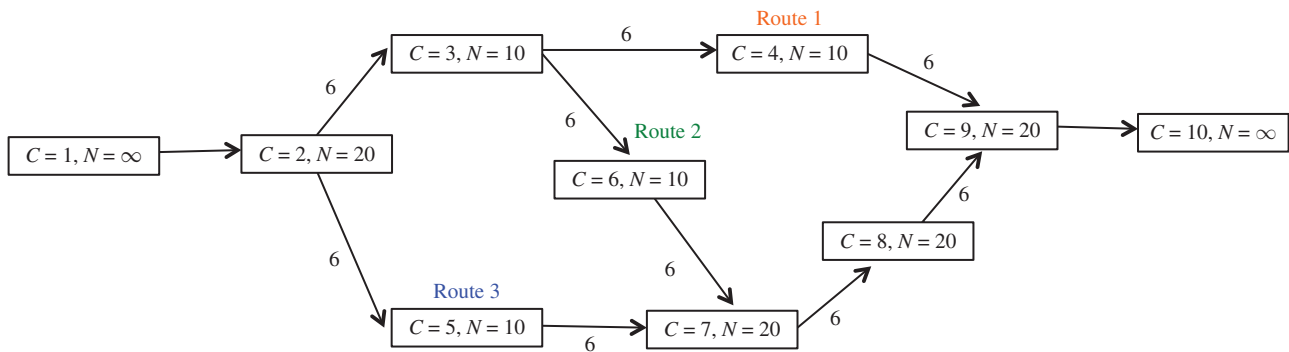 Route 1
6
C = 3, N = 10
C = 4, N = 10
6
6
6
Route 2
C = 9, N = 20
C = 10, N = ∞
C = 1, N = ∞
C = 2, N = 20
C = 6, N = 10
6
C = 8, N = 20
6
6
Route 3
C = 5, N = 10
C = 7, N = 20
6
6